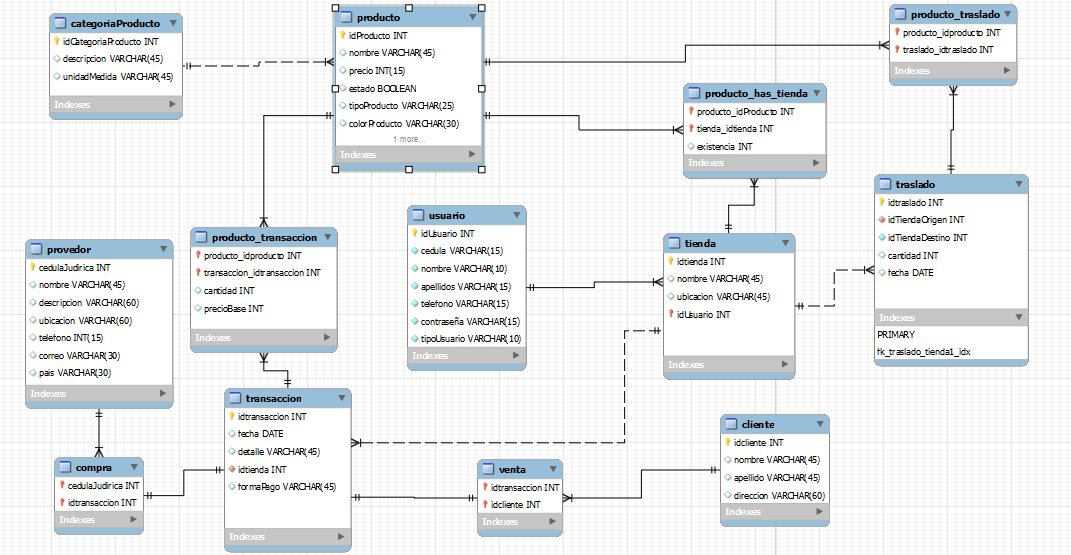 categoriaProducto
idCategoriaProducto INT
descripcion VARCHAR(45)
unidadMedida VARCHAR(45)
Indexes
producto
idProducto INT
nombre VARCHAR(45)
precio INT(15)
estado BOOLEAN
tipoProducto VARCHAR(25)
colorProducto VARCHAR(30)
1 more...
Indexes
producto_traslado
producto_idproducto INT
traslado_idtraslado INT
Indexes
producto_has_tienda
producto_idProducto INT
tienda_idtienda INT
existencia INT
Indexes
traslado
idtraslado INT
idTiendaOrigen INT
idTiendaDestino INT
cantidad INT
fecha DATE
Indexes
PRIMARY
fk_traslado_tienda1_idx
usuario
idUsuario INT
cedula VARCHAR(15)
nombre VARCHAR(10)
apellidos VARCHAR(15)
telefono VARCHAR(15)
contraseña VARCHAR(15)
tipoUsuario VARCHAR(10)
Indexes
tienda
idtienda INT
nombre VARCHAR(45)
ubicacion VARCHAR(45)
idUsuario INT
Indexes
provedor
cedulaJudirica INT
nombre VARCHAR(45)
descripcion VARCHAR(60)
ubicacion VARCHAR(60)
telefono INT(15)
correo VARCHAR(30)
pais VARCHAR(30)
Indexes
producto_transaccion
producto_idproducto INT
transaccion_idtransaccion INT
cantidad INT
precioBase INT
Indexes
transaccion
idtransaccion INT
fecha DATE
detalle VARCHAR(45)
idtienda INT
formaPago VARCHAR(45)
Indexes
compra
cedulaJudirica INT
idtransaccion INT
Indexes
venta
idtransaccion INT
idcliente INT
Indexes
cliente
idcliente INT
nombre VARCHAR(45)
apellido VARCHAR(45)
direccion VARCHAR(60)
Indexes